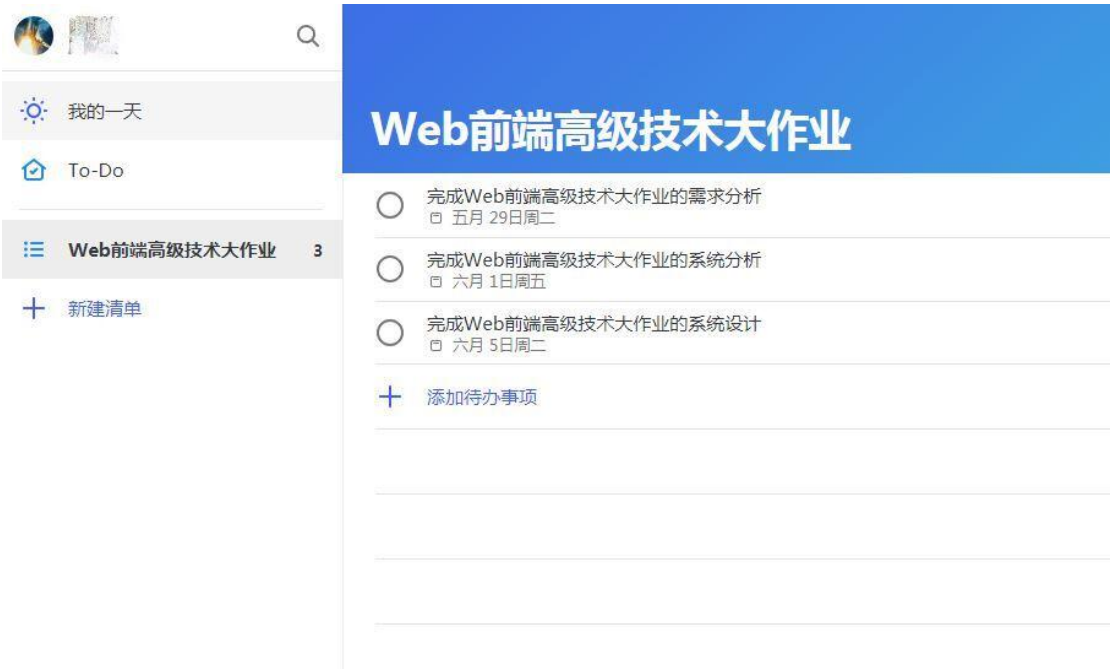 我的一天
To-Do
Web前端高级技术大作业 3
新建清单
Web前端高级技术大作业
完成Web前端高级技术大作业的需求分析
五月 29日周二
完成Web前端高级技术大作业的系统分析
六月 1日周五
完成Web前端高级技术大作业的系统设计
六月 5日周二
添加待办事项